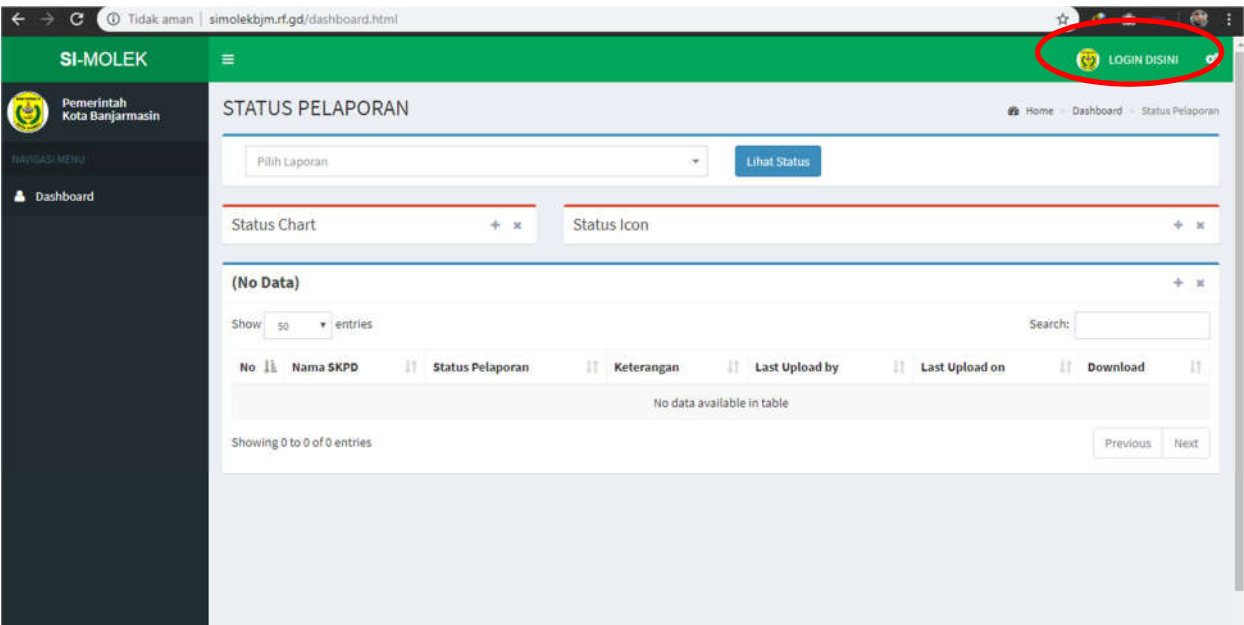 Tidak aman | simolekbjm.rf.gd/dashboard.html
SI-MOLEK
LOGIN DISINI
Pemerintah
Kota Banjarmasin
STATUS PELAPORAN
Home > Dashboard > Status Pelaporan
NAVIGASI MENU
Pilih Laporan
Lihat Status
Dashboard
Status Chart
Status Icon
(No Data)
Show 50 entries
Search:
No Nama SKPD Status Pelaporan Keterangan Last Upload by Last Upload on Download
No data available in table
Showing 0 to 0 of 0 entries
Previous Next